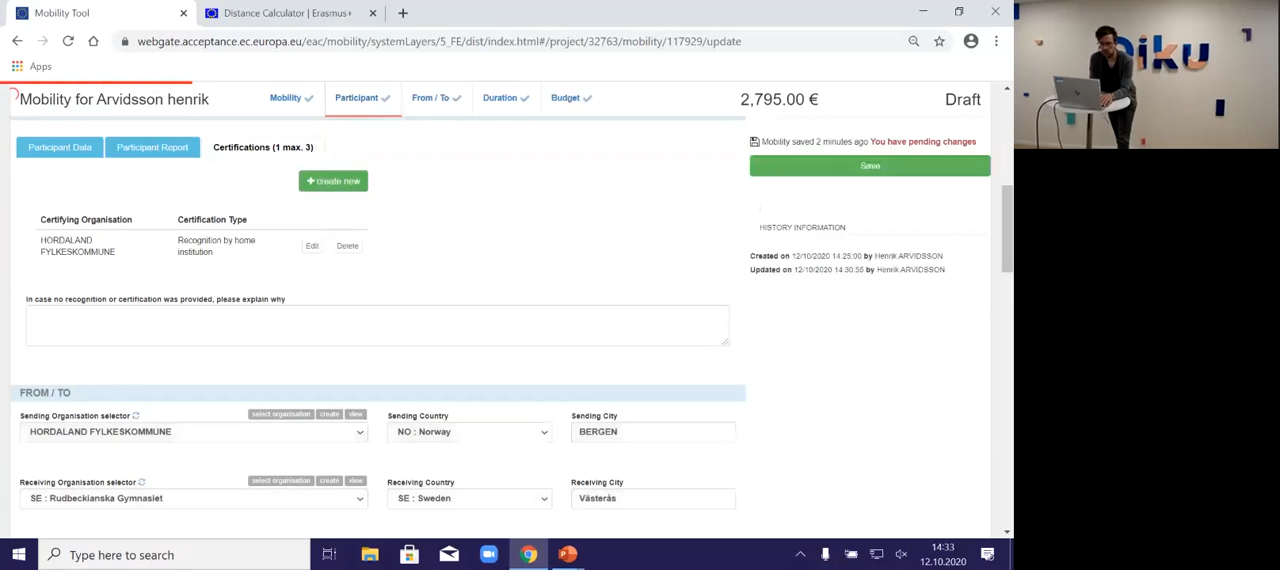 Mobility Tool
Distance Calculator | Erasmus+
webgate.acceptance.ec.europa.eu/eac/mobility/systemLayers/5_FE/dist/index.html#/project/32763/mobility/117929/update
Apps
Mobility for Arvidsson henrik
Mobility
Participant
From / To
Duration
Budget
2,795.00 €
Draft
Participant Data
Participant Report
Certifications (1 max. 3)
Mobility saved 2 minutes ago You have pending changes
Save
+ create new
Certifying Organisation
Certification Type
HORDALAND FYLKESKOMMUNE
Recognition by home institution
Edit
Delete
HISTORY INFORMATION
Created on 12/10/2020 14:25:00 by Henrik ARVIDSSON
Updated on 12/10/2020 14:30:55 by Henrik ARVIDSSON
In case no recognition or certification was provided, please explain why
FROM / TO
Sending Organisation selector
select organisation
create
view
Sending Country
Sending City
HORDALAND FYLKESKOMMUNE
NO : Norway
BERGEN
Receiving Organisation selector
select organisation
create
view
Receiving Country
Receiving City
SE : Rudbeckianska Gymnasiet
SE : Sweden
Västerås
Type here to search
14:33
12.10.2020